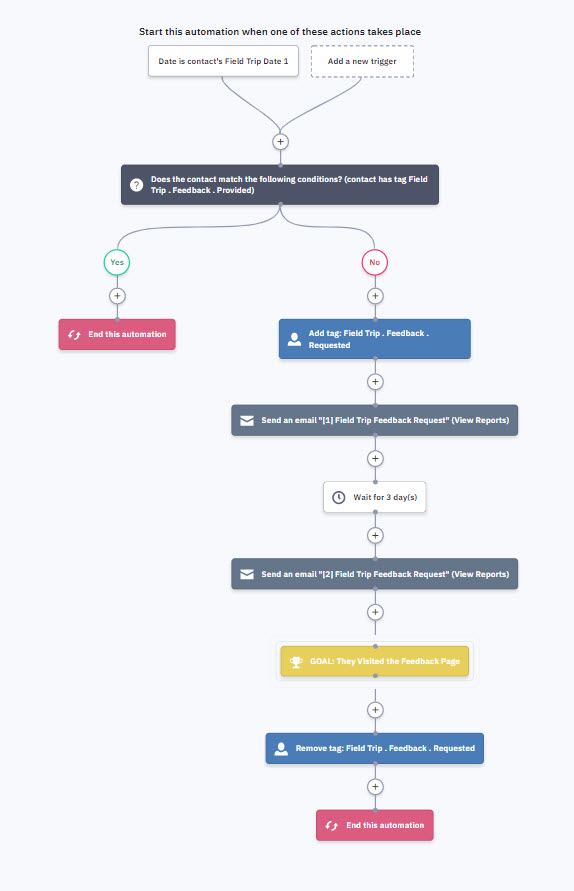 Start this automation when one of these actions takes place
Date is contact's Field Trip Date 1
Add a new trigger
Does the contact match the following conditions? (contact has tag Field
Trip . Feedback . Provided)
Yes
No
End this automation
Add tag: Field Trip . Feedback .
Requested
Send an email "[1] Field Trip Feedback Request" (View Reports)
Wait for 3 day(s)
Send an email "[2] Field Trip Feedback Request" (View Reports)
GOAL: They Visited the Feedback Page
Remove tag: Field Trip . Feedback . Requested
End this automation